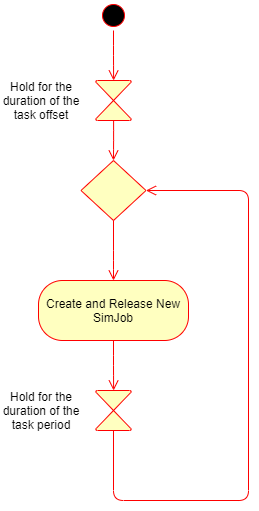 Hold for the
duration of the
task offset
Create and Release New
SimJob
Hold for the
duration of the
task period